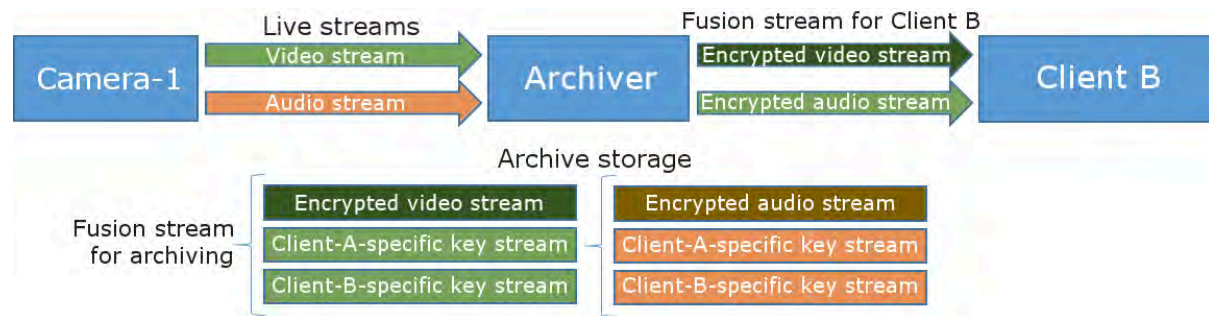 Live streams
Fusion stream for Client B
Camera-1
Video stream
Audio stream
Archiver
Encrypted video stream
Encrypted audio stream
Client B
Archive storage
Fusion stream
for archiving
Encrypted video stream
Client-A-specific key stream
Client-B-specific key stream
Encrypted audio stream
Client-A-specific key stream
Client-B-specific key stream